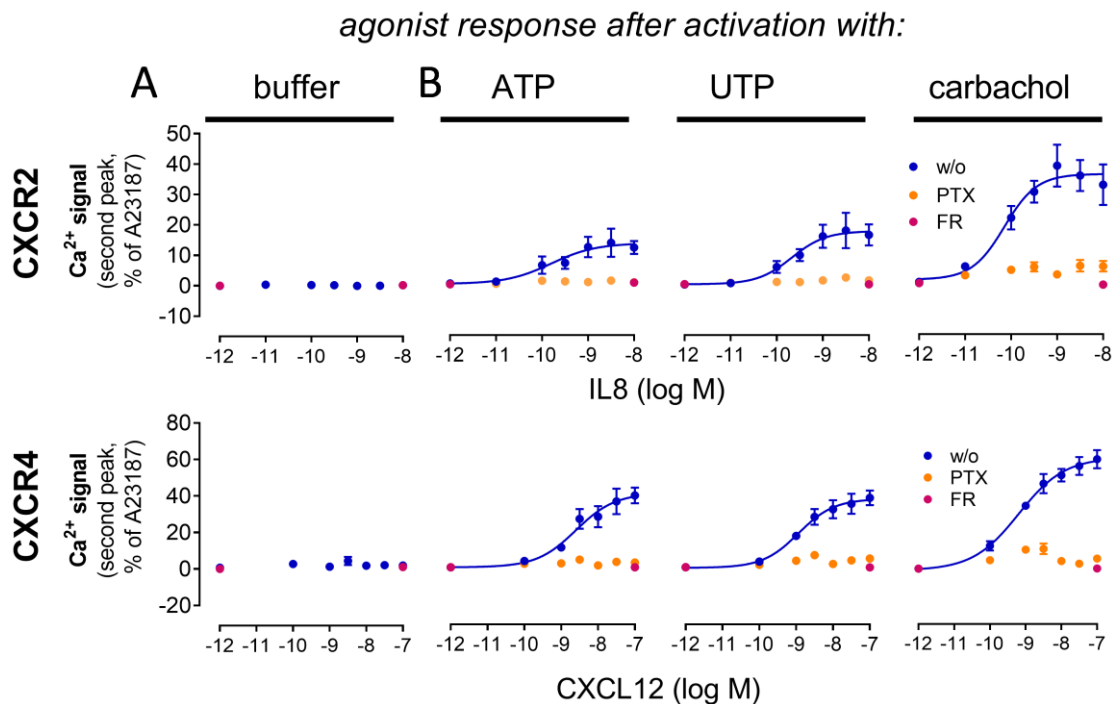 agonist response after activation with:
A buffer B ATP UTP carbachol
CXCR2
Ca2+ signal
(second peak,
% of A23187)
50
40
30
20
10
0
-10
w/o
PTX
FR
-12 -11 -10 -9 -8 -12 -11 -10 -9 -8 -12 -11 -10 -9 -8 -12 -11 -10 -9 -8
IL8 (log M)
CXCR4
Ca2+ signal
(second peak,
% of A23187)
80
60
40
20
0
-20
w/o
PTX
FR
-12 -11 -10 -9 -8 -7 -12 -11 -10 -9 -8 -7 -12 -11 -10 -9 -8 -7 -12 -11 -10 -9 -8 -7
CXCL12 (log M)